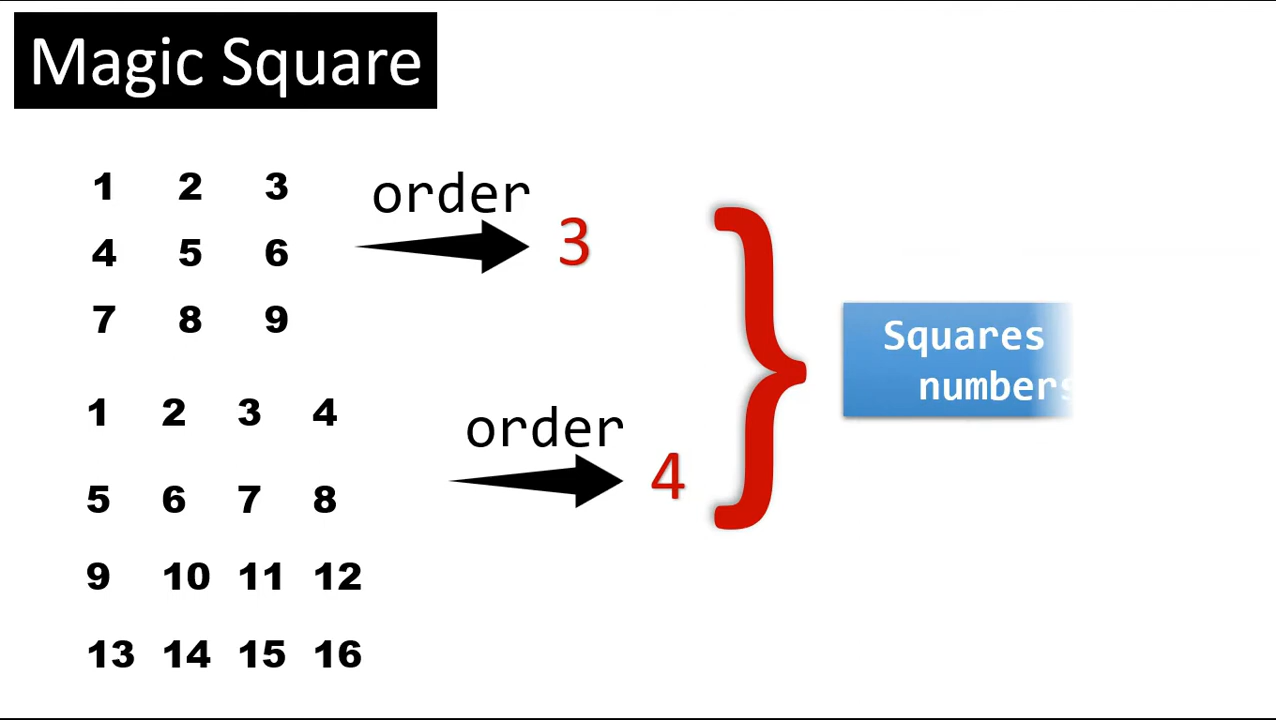 Magic Square
1 2 3
4 5 6
7 8 9
order
3
1 2 3 4
5 6 7 8
9 10 11 12
13 14 15 16
order
4
}
Squares
numbers